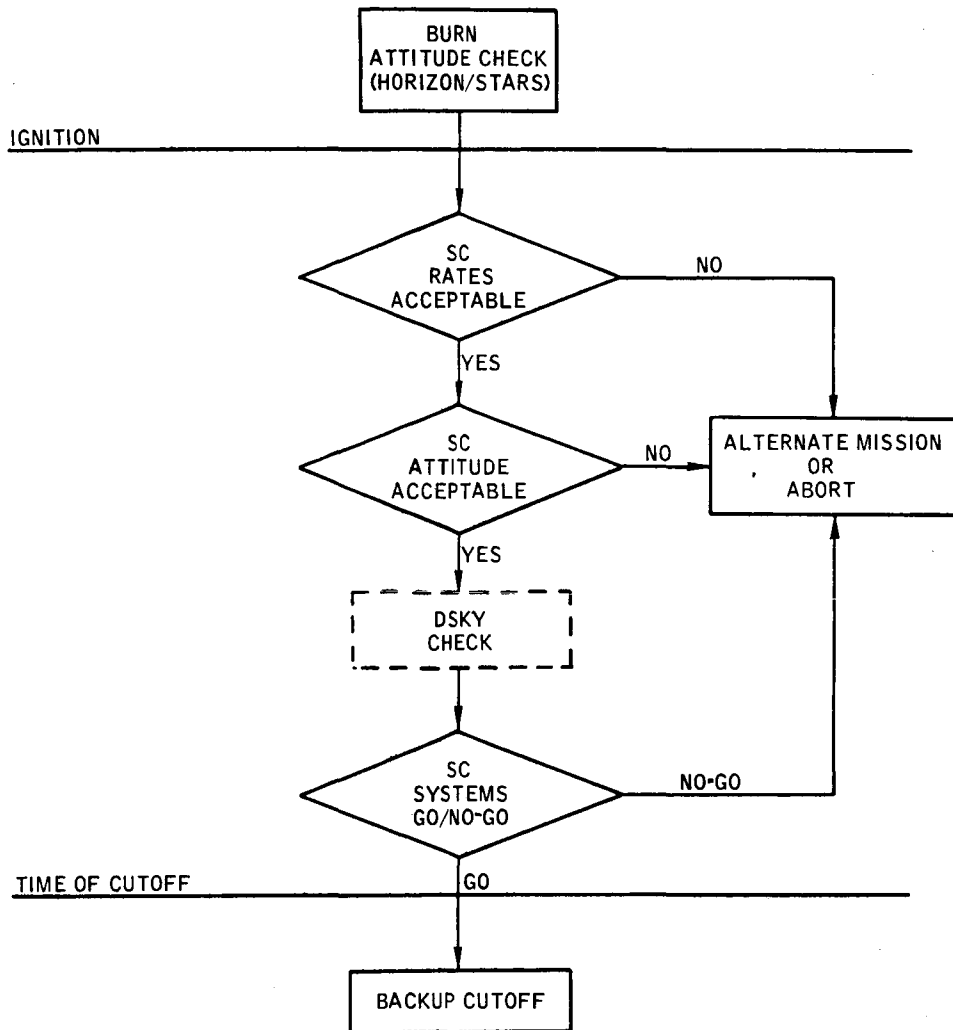 BURN
ATTITUDE CHECK
(HORIZON/STARS)
IGNITION
SC
RATES
ACCEPTABLE
NO
YES
SC
ATTITUDE
ACCEPTABLE
NO
ALTERNATE MISSION
OR
ABORT
YES
DSKY
CHECK
SC
SYSTEMS
GO/NO-GO
NO-GO
TIME OF CUTOFF
GO
BACKUP CUTOFF